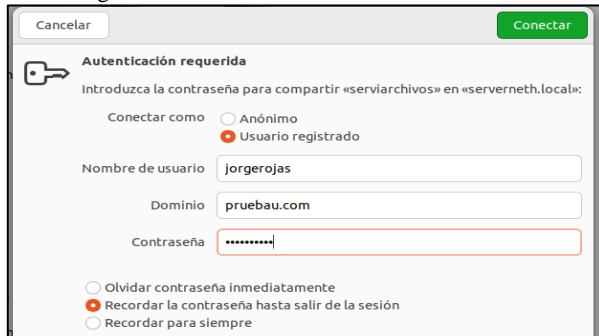 Cancelar
Conectar
Autenticación requerida
Introduzca la contraseña para compartir «serviarchivos» en «serverneth.local»:
Conectar como
Anónimo
Usuario registrado
Nombre de usuario jorgerojas
Dominio pruebau.com
Contraseña ••••••••••
Olvidar contraseña inmediatamente
Recordar la contraseña hasta salir de la sesión
Recordar para siempre